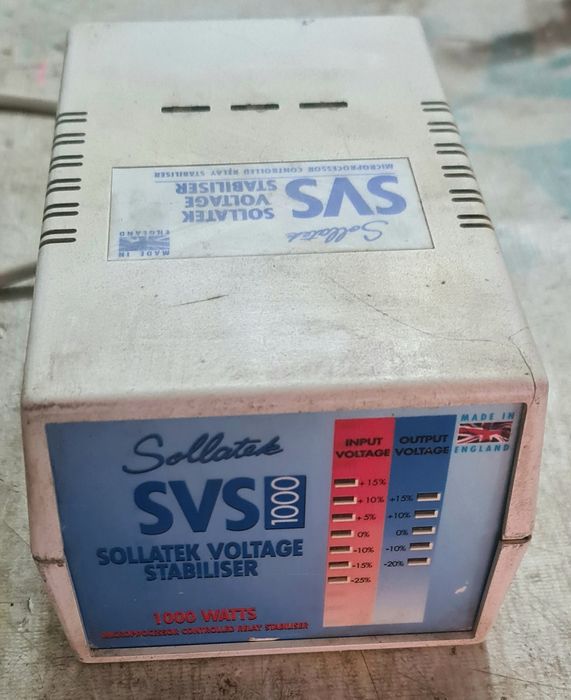 MICROPROCESSOR CONTROLLED RELAY STABILISER
SVS
SOLLATEK
VOLTAGE
STABILISER
Sollatek
MADE IN
ENGLAND
Sollatek
SVS 1000
SOLLATEK VOLTAGE
STABILISER
1000 WATTS
MICROPROCESSOR CONTROLLED RELAY STABILISER
INPUT
VOLTAGE
+15%
+10%
+5%
0%
-10%
-15%
-25%
OUTPUT
VOLTAGE
+15%
+10%
0%
-10%
-20%
MADE IN
ENGLAND